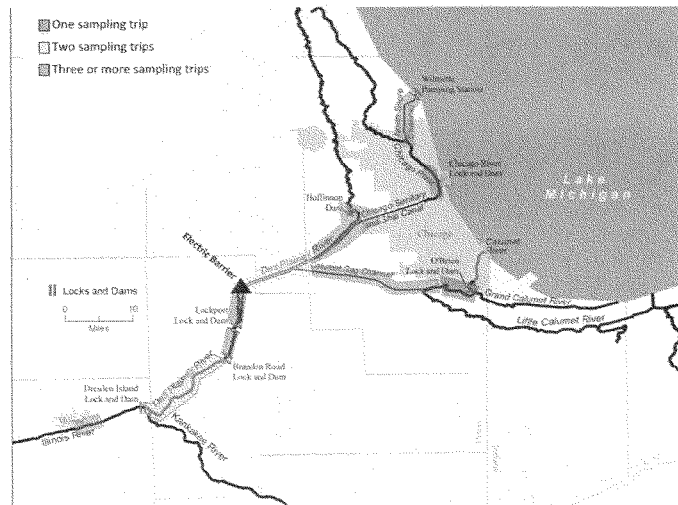 One sampling trip
Two sampling trips
Three or more sampling trips
Wilmette
Pumping Station
Chicago River
Lock and Dam
Lake
Michigan
Hoffman
Dam
Chicago Sanitary
and Ship Canal
Chicago
Electric Barrier
Des Plaines River
Calumet
River
O'Brien
Lock and Dam
Grand Calumet River
Little Calumet River
Locks and Dams
0 10
Miles
Lockport
Lock and Dam
Brandon Road
Lock and Dam
Dresden Island
Lock and Dam
Illinois River
Kankakee River